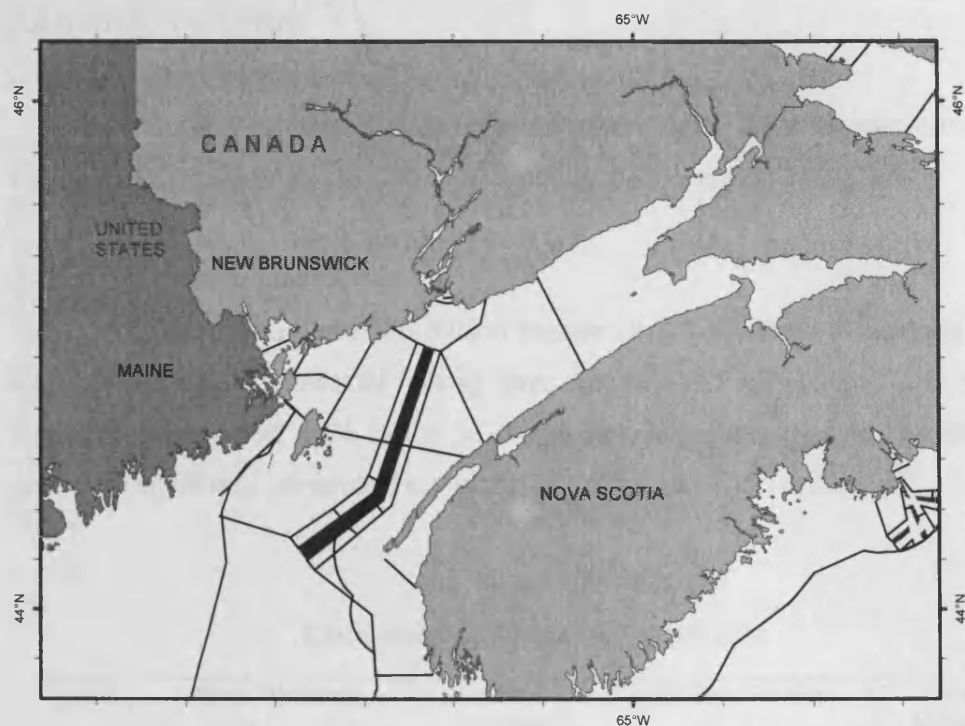 65°W
46°N
46°N
CANADA
UNITED
STATES
NEW BRUNSWICK
MAINE
NOVA SCOTIA
44°N
44°N
65°W